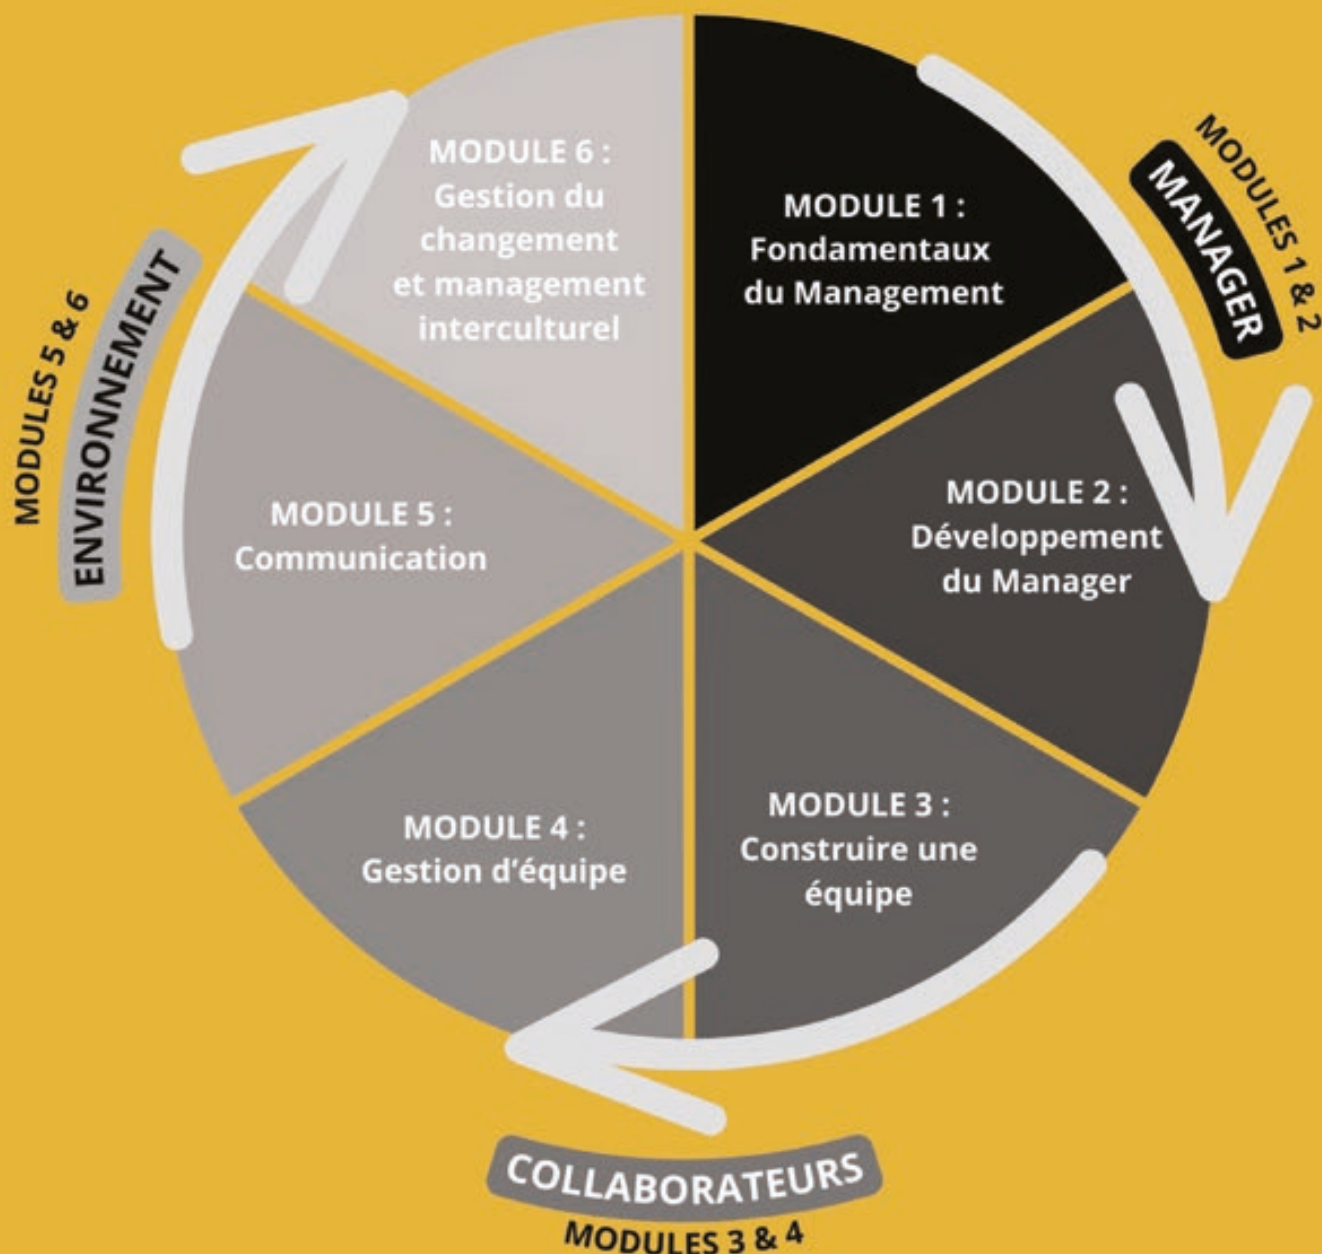 MODULE 1 :
Fondamentaux
du Management
MODULES 1 & 2
MANAGER
MODULE 2 :
Développement
du Manager
MODULE 3 :
Construire une
équipe
COLLABORATEURS
MODULES 3 & 4
MODULE 4 :
Gestion d'équipe
MODULE 5 :
Communication
MODULES 5 & 6
ENVIRONNEMENT
MODULE 6 :
Gestion du
changement
et management
interculturel